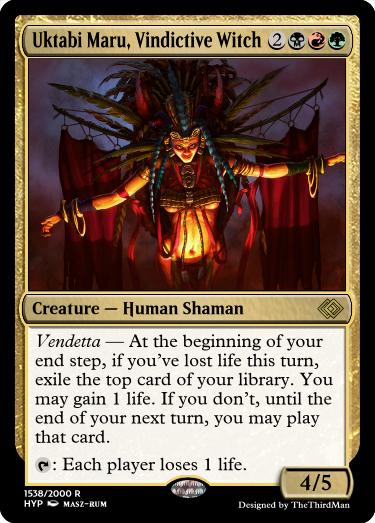 Uktabi Maru, Vindictive Witch 2
Creature — Human Shaman
Vendetta — At the beginning of your
end step, if you've lost life this turn,
exile the top card of your library. You
may gain 1 life. If you don't, until the
end of your next turn, you may play
that card.
: Each player loses 1 life.
4/5
1538/2000 R
HYP MASZ-RUM
Designed by TheThirdMan